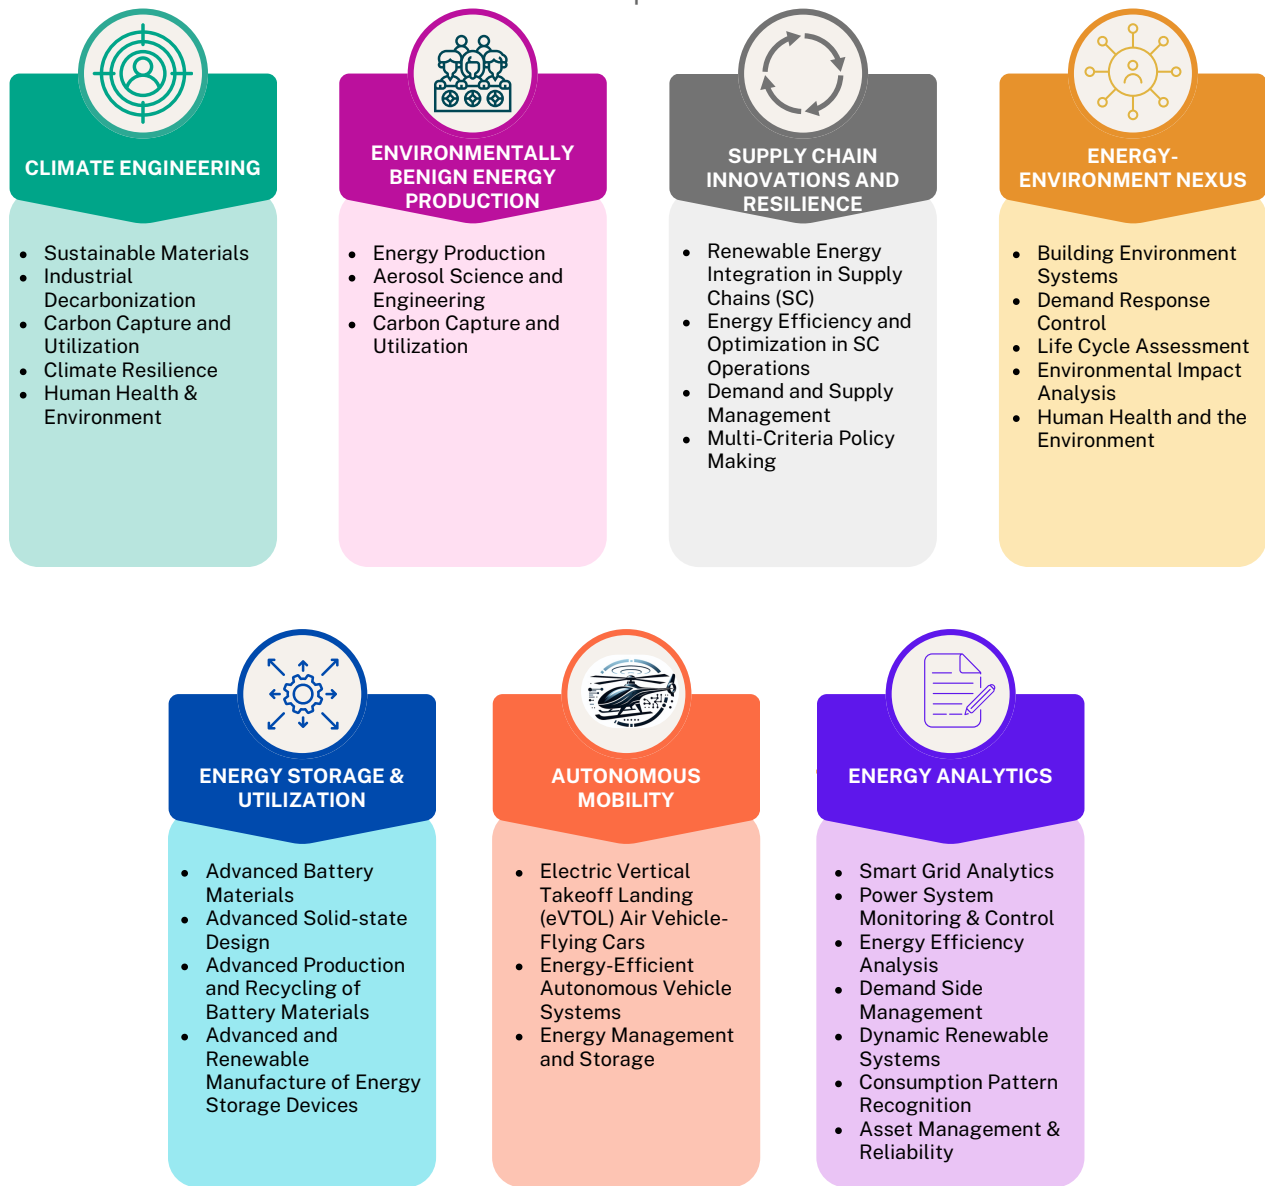 CLIMATE ENGINEERING
• Sustainable Materials
• Industrial
Decarbonization
• Carbon Capture and
Utilization
• Climate Resilience
• Human Health &
Environment
ENVIRONMENTALLY
BENIGN ENERGY
PRODUCTION
• Energy Production
• Aerosol Science and
Engineering
• Carbon Capture and
Utilization
SUPPLY CHAIN
INNOVATIONS AND
RESILIENCE
• Renewable Energy
Integration in Supply
Chains (SC)
• Energy Efficiency and
Optimization in SC
Operations
• Demand and Supply
Management
• Multi-Criteria Policy
Making
ENERGY-
ENVIRONMENT NEXUS
• Building Environment
Systems
• Demand Response
Control
• Life Cycle Assessment
• Environmental Impact
Analysis
• Human Health and the
Environment
ENERGY STORAGE &
UTILIZATION
• Advanced Battery
Materials
• Advanced Solid-state
Design
• Advanced Production
and Recycling of
Battery Materials
• Advanced and
Renewable
Manufacture of Energy
Storage Devices
AUTONOMOUS
MOBILITY
• Electric Vertical
Takeoff Landing
(eVTOL) Air Vehicle-
Flying Cars
• Energy-Efficient
Autonomous Vehicle
Systems
• Energy Management
and Storage
ENERGY ANALYTICS
• Smart Grid Analytics
• Power System
Monitoring & Control
• Energy Efficiency
Analysis
• Demand Side
Management
• Dynamic Renewable
Systems
• Consumption Pattern
Recognition
• Asset Management &
Reliability